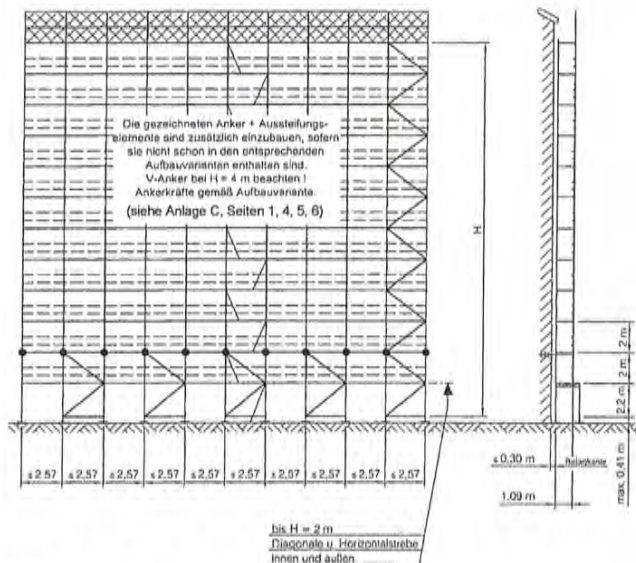 Die gezeichneten Anker + Aussteifungs-
elemente sind zusätzlich einzubauen, sofern
sie nicht schon in den entsprechenden
Aufbauvarianten enthalten sind.
V-Anker bei H = 4 m beachten !
Ankerkräfte gemäß Aufbauvariante.
(siehe Anlage C, Seiten 1, 4, 5, 6)
H
2 m
2 m
2.2 m
max. 0,41 m
≤ 0,30 m Belagkante
1.09 m
≤ 2,57 ≤ 2,57 ≤ 2,57 ≤ 2,57 ≤ 2,57 ≤ 2,57 ≤ 2,57 ≤ 2,57 ≤ 2,57 ≤ 2,57
bis H = 2 m
Diagonale u. Horizontalstrebe
innen und außen